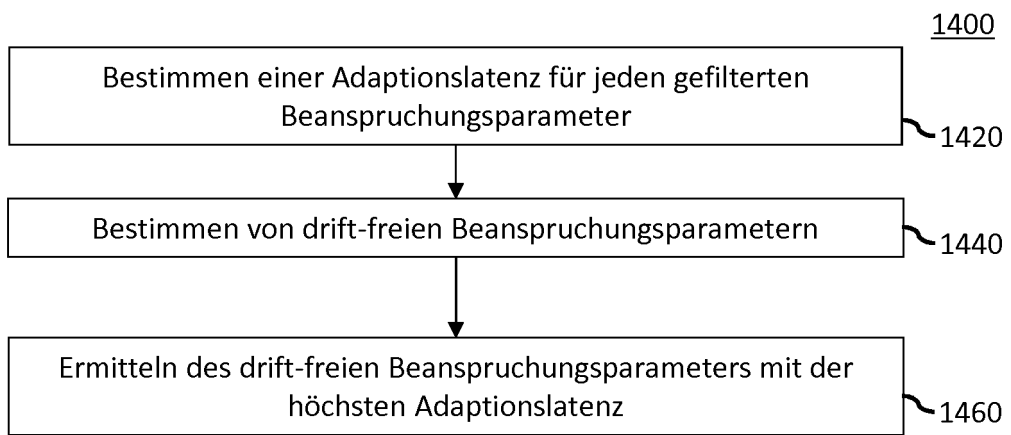 1400
Bestimmen einer Adaptionslatenz für jeden gefilterten
Beanspruchungsparameter
1420
Bestimmen von drift-freien Beanspruchungsparametern
1440
Ermitteln des drift-freien Beanspruchungsparameters mit der
höchsten Adaptionslatenz
1460